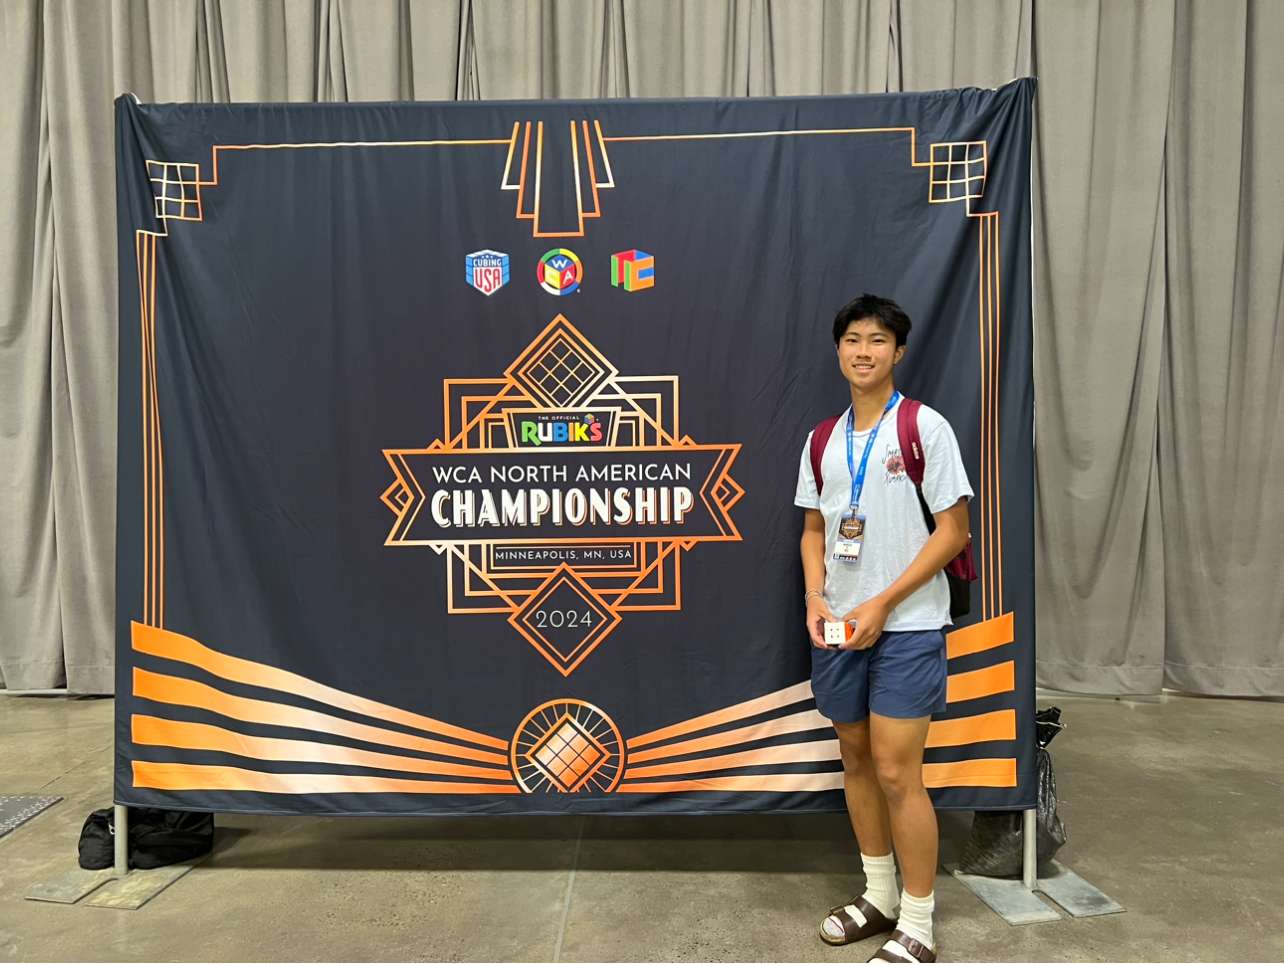 CUBING
USA
WCA
THE OFFICIAL
RUBIK'S
WCA NORTH AMERICAN
CHAMPIONSHIP
MINNEAPOLIS, MN, USA
2024